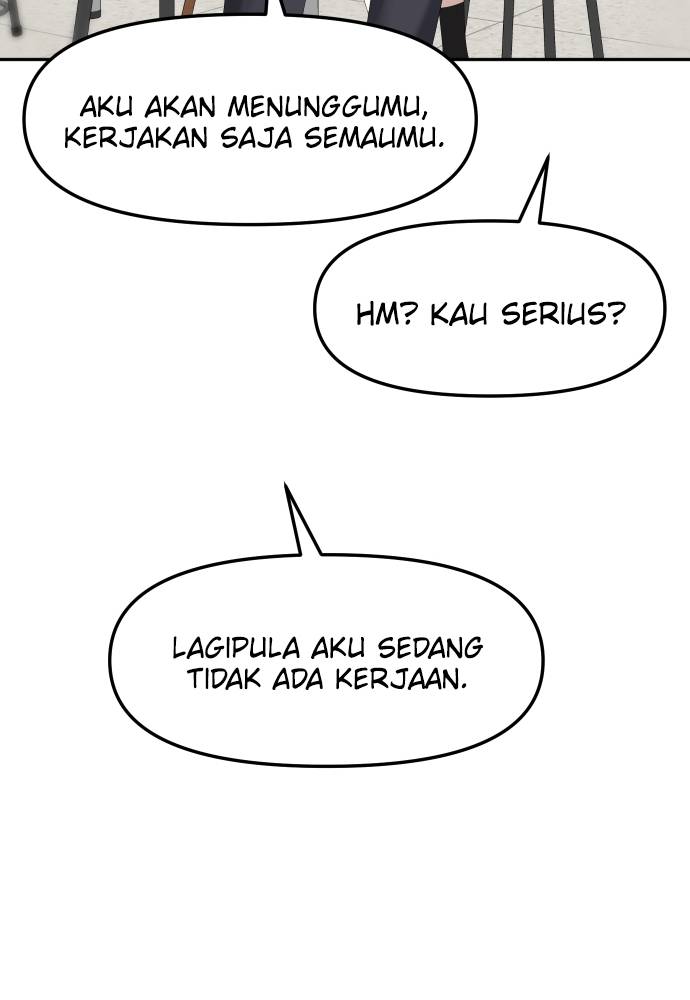 AKU AKAN MENUNGGUMU,
KERJAKAN SAJA SEMAUMU.
HM? KAU SERIUS?
LAGIPULA AKU SEDANG
TIDAK ADA KERJAAN.